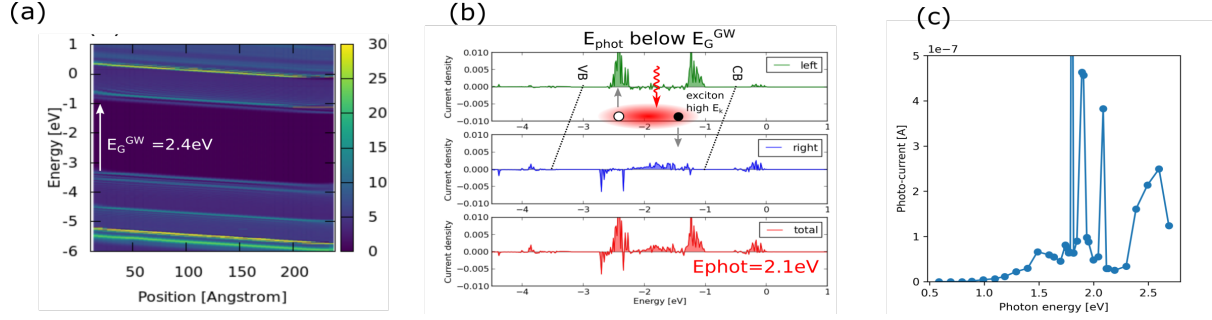 (a)
1
0
-1
-2
-3
-4
-5
-6
Energy [eV]
E_G^GW =2.4eV
50
100
150
200
Position [Angstrom]
30
25
20
15
10
5
0
(b)
E_phot below E_G^GW
0.010
0.005
0.000
−0.005
−0.010
Current density
VB
CB
left
exciton
high E_k
−4
−3
−2
−1
0
1
0.010
0.005
0.000
−0.005
−0.010
Current density
right
−4
−3
−2
−1
0
1
0.010
0.005
0.000
−0.005
−0.010
Current density
total
Ephot=2.1eV
−4
−3
−2
−1
0
1
Energy [eV]
(c)
1e−7
5
4
3
2
1
0
Photo-current [A]
0.5
1.0
1.5
2.0
2.5
Photon energy [eV]